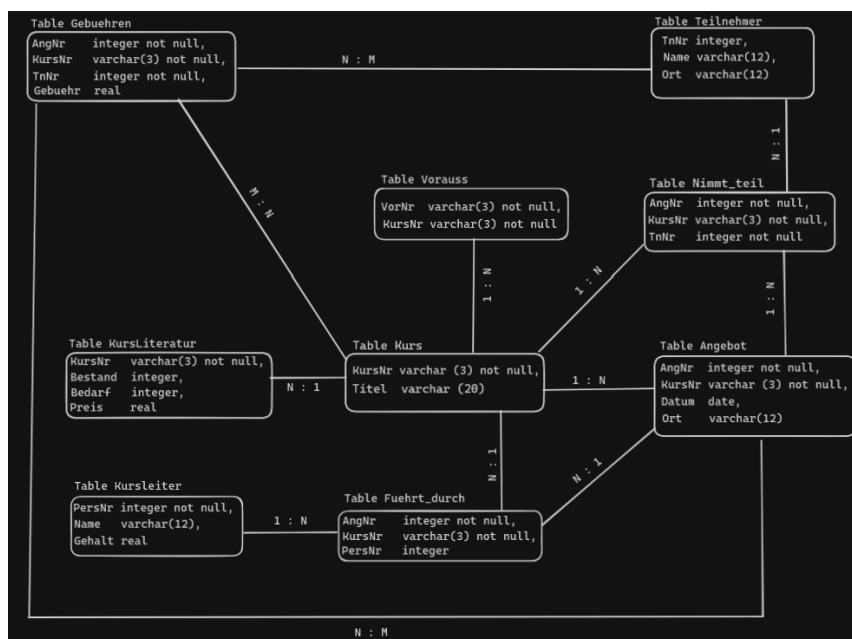 Table Gebuehren
AngNr integer not null,
KursNr varchar(3) not null,
TnNr integer not null,
Gebuehr real
Table Teilnehmer
TnNr integer,
Name varchar(12),
Ort varchar(12)
N : M
N : 1
M : N
Table Vorauss
VorNr varchar(3) not null,
KursNr varchar(3) not null
Table Nimmt_teil
AngNr integer not null,
KursNr varchar(3) not null,
TnNr integer not null
1 : N
1 : N
1 : N
Table KursLiteratur
KursNr varchar(3) not null,
Bestand integer,
Bedarf integer,
Preis real
N : 1
Table Kurs
KursNr varchar (3) not null,
Titel varchar (20)
1 : N
Table Angebot
AngNr integer not null,
KursNr varchar (3) not null,
Datum date,
Ort varchar(12)
N : 1
N : 1
Table Kursleiter
PersNr integer not null,
Name varchar(12),
Gehalt real
1 : N
Table Fuehrt_durch
AngNr integer not null,
KursNr varchar(3) not null,
PersNr integer
N : M